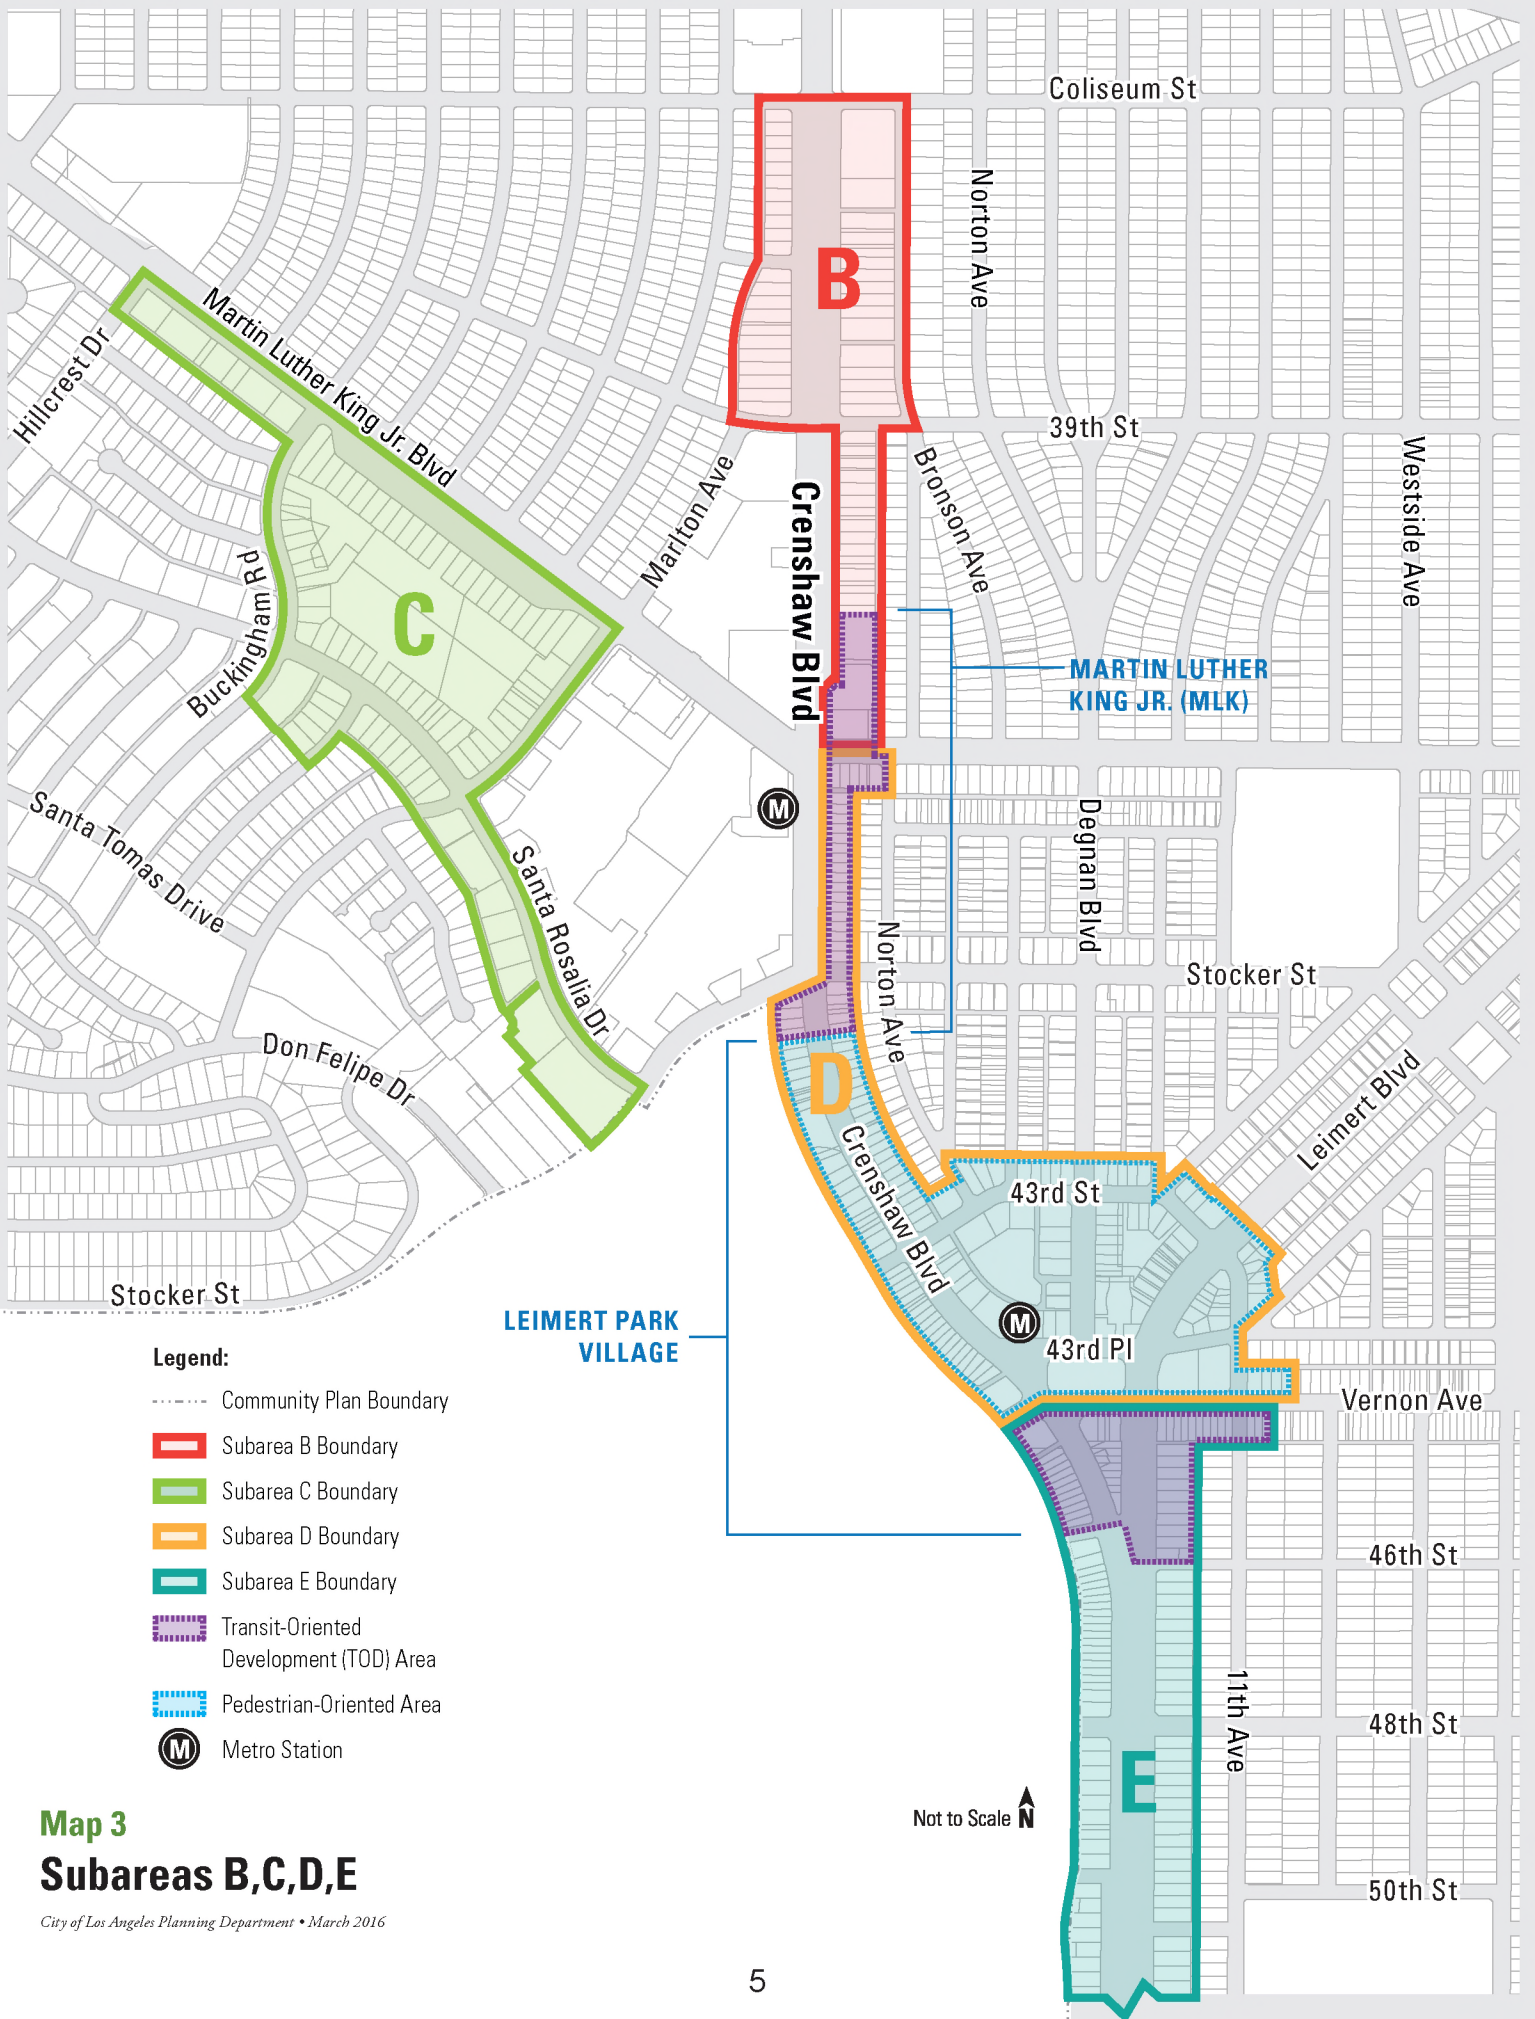 Coliseum St
Norton Ave
B
Martin Luther King Jr. Blvd
Hillcrest Dr
39th St
Westside Ave
Bronson Ave
Marlton Ave
Crenshaw Blvd
Buckingham Rd
C
MARTIN LUTHER
KING JR. (MLK)
M
Degnan Blvd
Santa Tomas Drive
Santa Rosalia Dr
Norton Ave
Stocker St
Don Felipe Dr
D
Leimert Blvd
Crenshaw Blvd
43rd St
Stocker St
LEIMERT PARK
VILLAGE
M
43rd Pl
Vernon Ave
Legend:
Community Plan Boundary
Subarea B Boundary
Subarea C Boundary
Subarea D Boundary
Subarea E Boundary
Transit-Oriented
Development (TOD) Area
Pedestrian-Oriented Area
M Metro Station
46th St
11th Ave
48th St
E
Not to Scale N
50th St
Map 3
Subareas B,C,D,E
City of Los Angeles Planning Department • March 2016
5